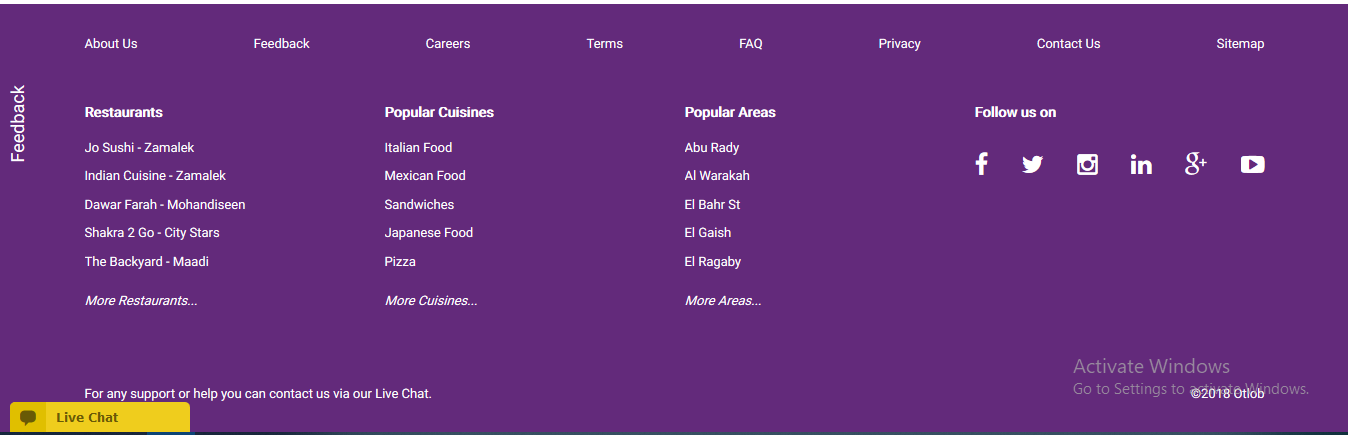 About Us Feedback Careers Terms FAQ Privacy Contact Us Sitemap
Feedback
Restaurants
Jo Sushi - Zamalek
Indian Cuisine - Zamalek
Dawar Farah - Mohandiseen
Shakra 2 Go - City Stars
The Backyard - Maadi
More Restaurants...
Popular Cuisines
Italian Food
Mexican Food
Sandwiches
Japanese Food
Pizza
More Cuisines...
Popular Areas
Abu Rady
Al Warakah
El Bahr St
El Gaish
El Ragaby
More Areas...
Follow us on
Activate Windows
Go to Settings to activate Windows.
For any support or help you can contact us via our Live Chat.
©2018 Otlob
Live Chat